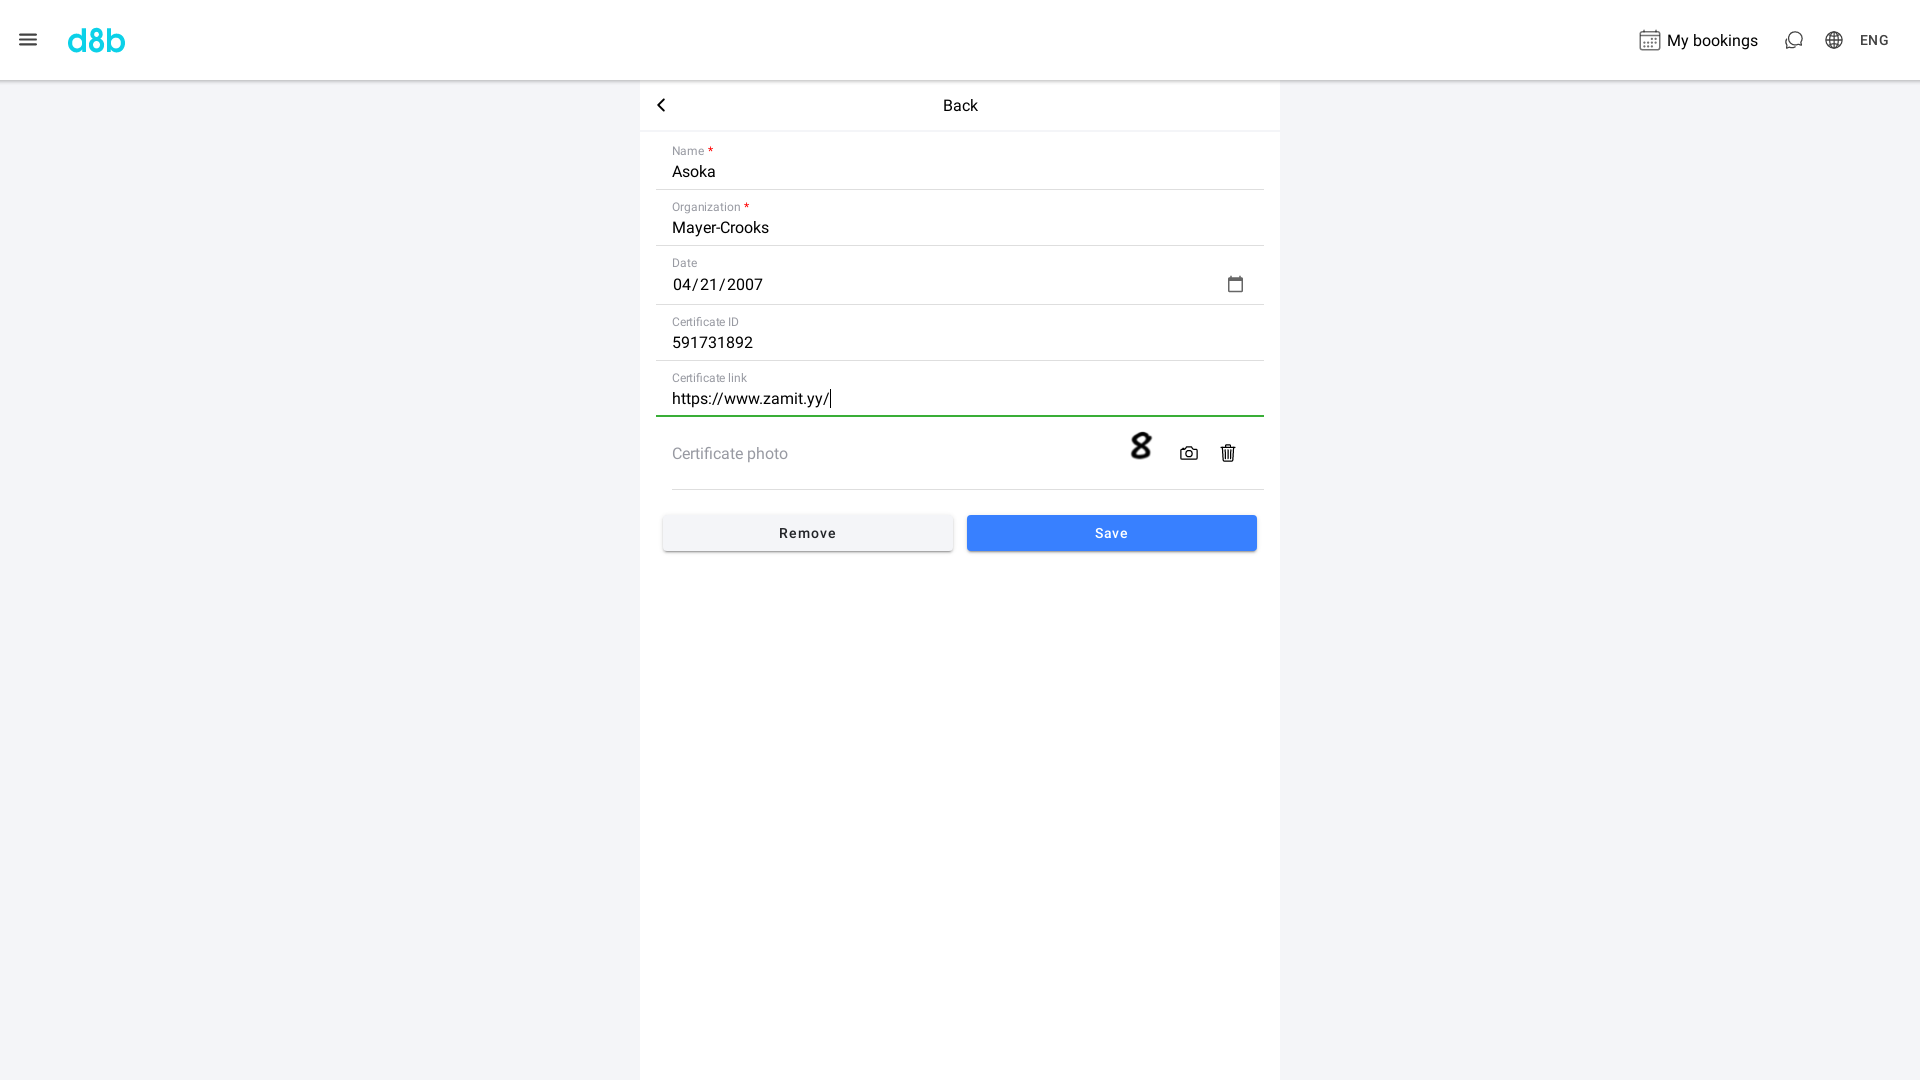 d8b
My bookings
ENG
Back
Name *
Asoka
Organization *
Mayer-Crooks
Date
04/21/2007
Certificate ID
591731892
Certificate link
https://www.zamit.yy/
Certificate photo
8
Remove
Save